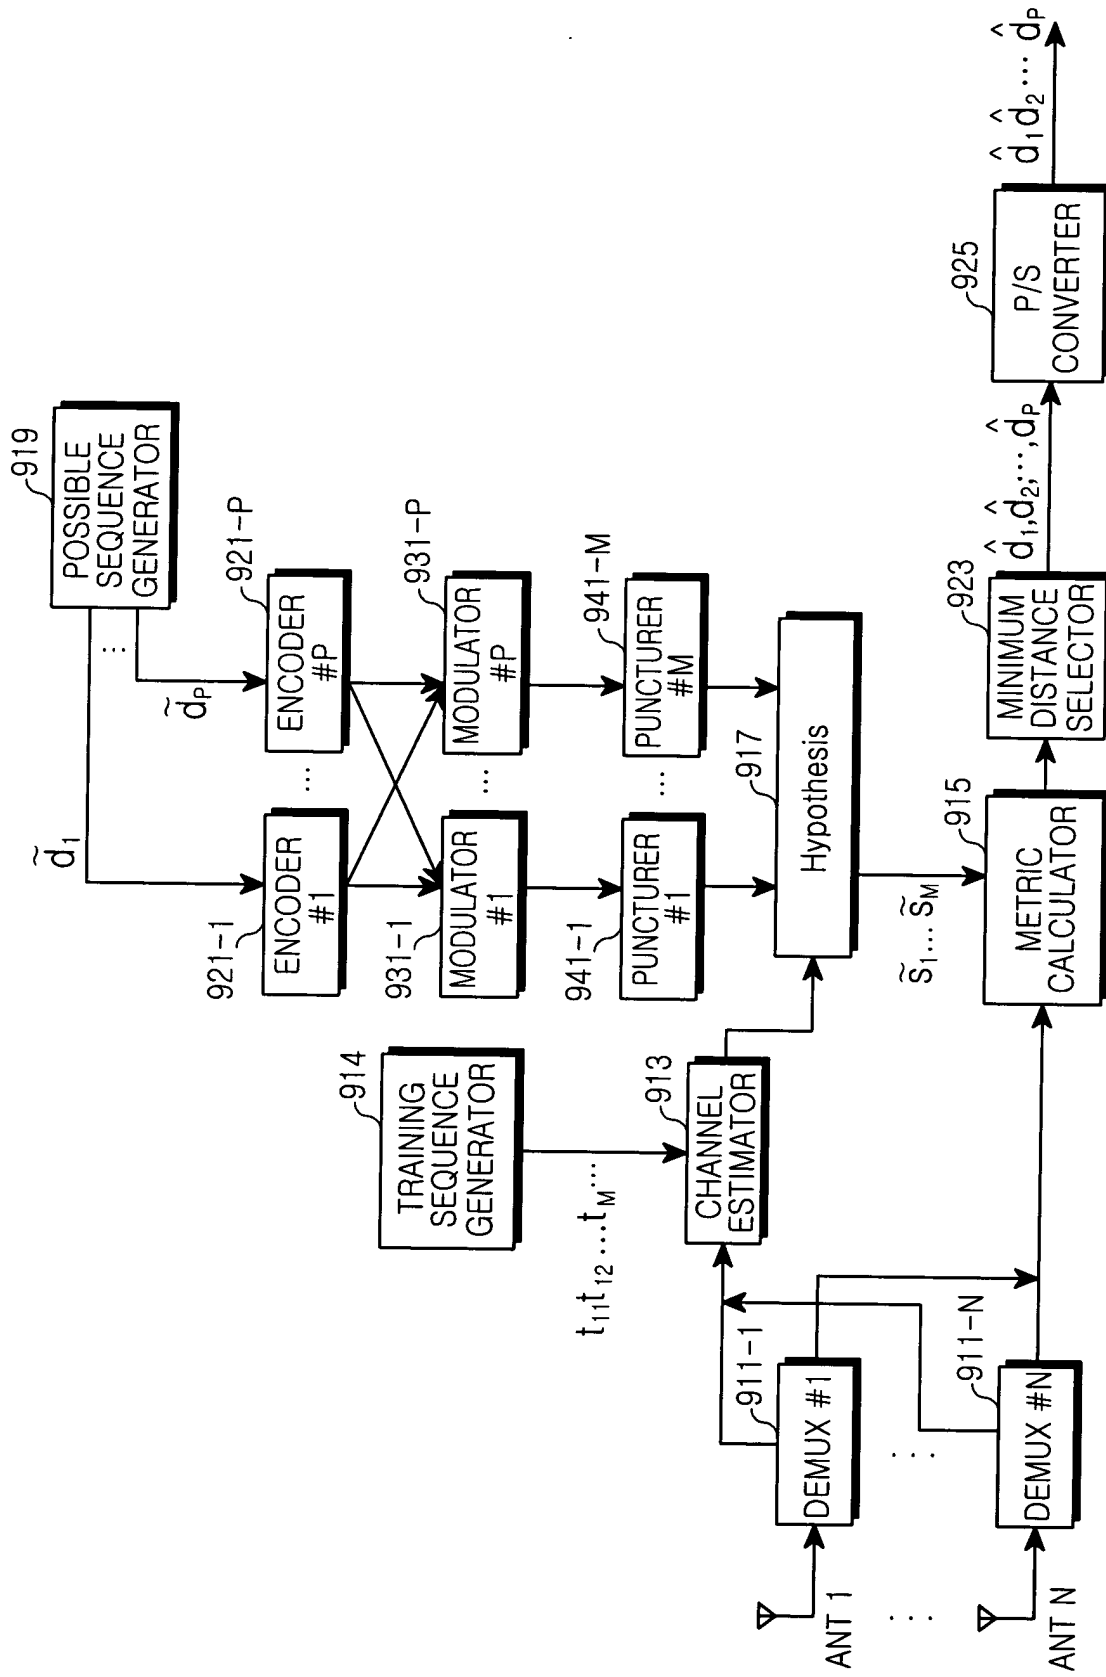 919
POSSIBLE
SEQUENCE
GENERATOR
d̃₁
⋮
d̃ₚ
921-1
ENCODER
#1
...
921-P
ENCODER
#P
931-1
MODULATOR
#1
...
931-P
MODULATOR
#P
941-1
PUNCTURER
#1
...
941-M
PUNCTURER
#M
914
TRAINING
SEQUENCE
GENERATOR
t₁₁t₁₂...t_M...
913
CHANNEL
ESTIMATOR
917
Hypothesis
s̃₁...s̃_M
911-1
DEMUX #1
ANT 1
...
...
911-N
DEMUX #N
ANT N
915
METRIC
CALCULATOR
923
MINIMUM
DISTANCE
SELECTOR
d̂₁,d̂₂,...,d̂ₚ
925
P/S
CONVERTER
d̂₁d̂₂...d̂ₚ